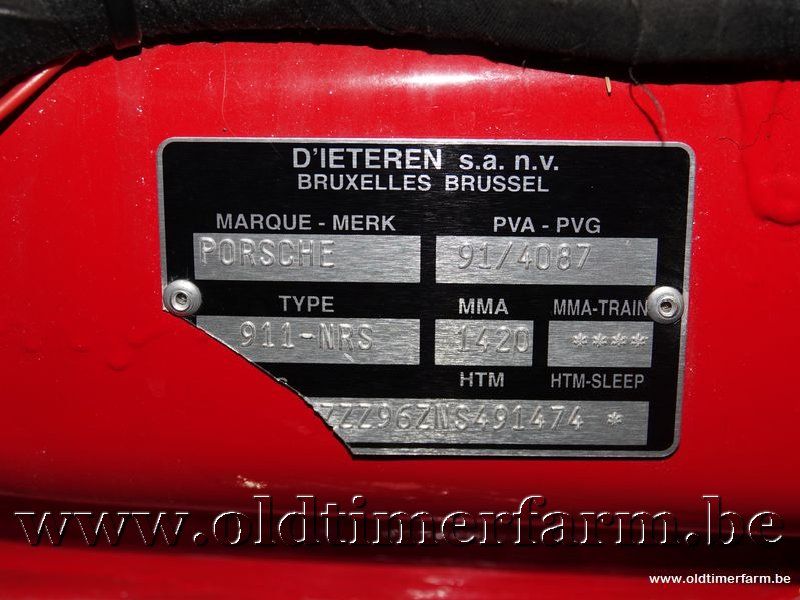 D'IETEREN s.a. n.v.
BRUXELLES BRUSSEL
MARQUE - MERK PVA - PVG
PORSCHE 91/4087
TYPE MMA MMA-TRAIN
911-NRS 1420 ****
HTM HTM-SLEEP
ZZZ96ZNS491474 *
www.oldtimerfarm.be
www.oldtimerfarm.be